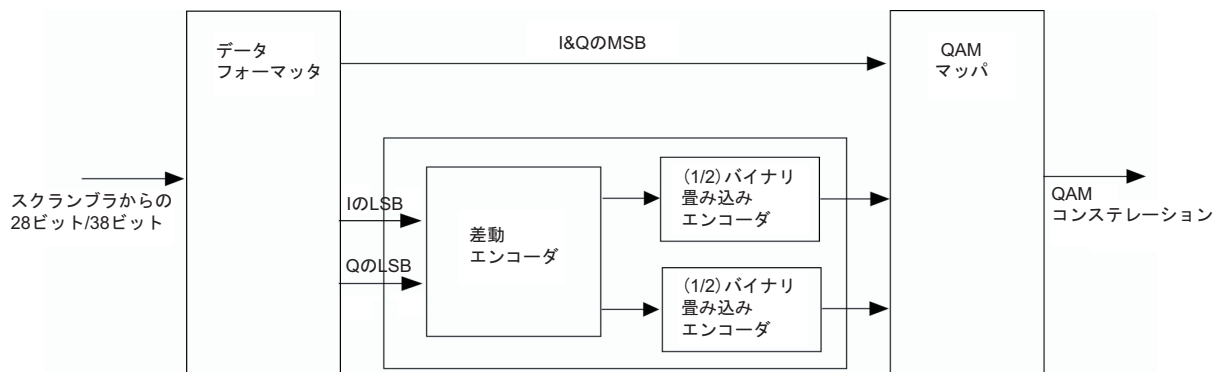 データ
フォーマッタ
I&QのMSB
QAM
マッパ
スクランブラからの
28ビット/38ビット
IのLSB
QのLSB
差動
エンコーダ
(1/2)バイナリ
畳み込み
エンコーダ
(1/2)バイナリ
畳み込み
エンコーダ
QAM
コンステレーション